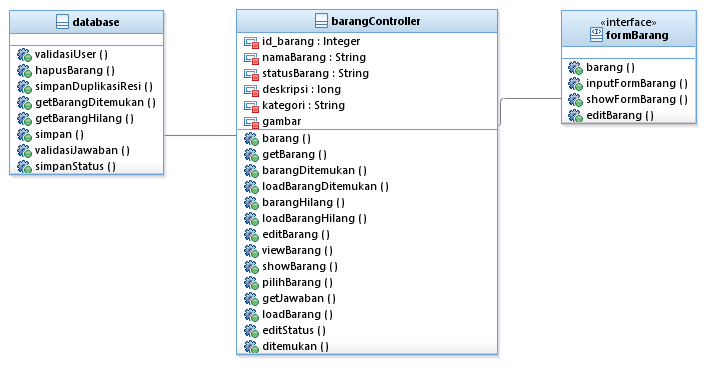 database
validasiUser ()
hapusBarang ()
simpanDuplikasiResi ()
getBarangDitemukan ()
getBarangHilang ()
simpan ()
validasiJawaban ()
simpanStatus ()
barangController
id_barang : Integer
namaBarang : String
statusBarang : String
deskripsi : long
kategori : String
gambar
barang ()
getBarang ()
barangDitemukan ()
loadBarangDitemukan ()
barangHilang ()
loadBarangHilang ()
editBarang ()
viewBarang ()
showBarang ()
pilihBarang ()
getJawaban ()
loadBarang ()
editStatus ()
ditemukan ()
«interface»
formBarang
barang ()
inputFormBarang ()
showFormBarang ()
editBarang ()